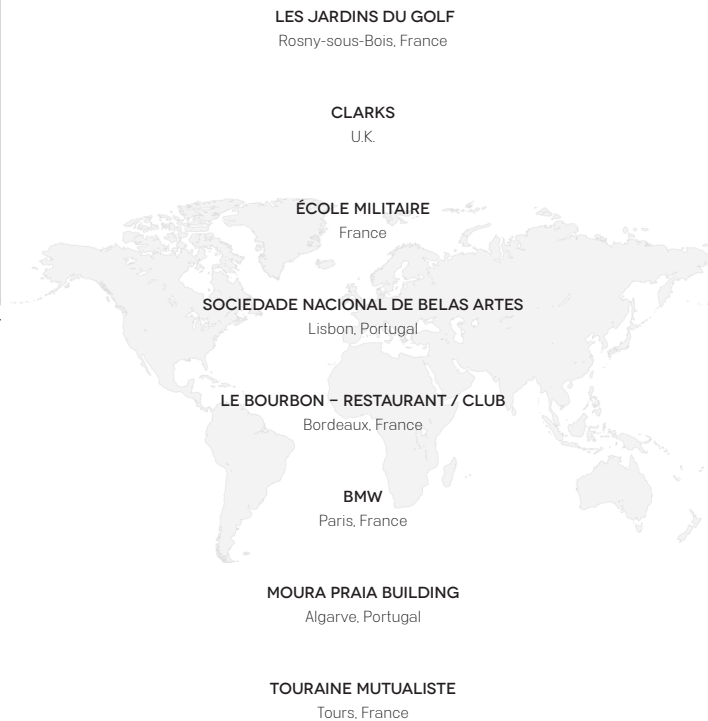 LES JARDINS DU GOLF
Rosny-sous-Bois, France
CLARKS
U.K.
ÉCOLE MILITAIRE
France
SOCIEDADE NACIONAL DE BELAS ARTES
Lisbon, Portugal
LE BOURBON – RESTAURANT / CLUB
Bordeaux, France
BMW
Paris, France
MOURA PRAIA BUILDING
Algarve, Portugal
TOURAINE MUTUALISTE
Tours, France